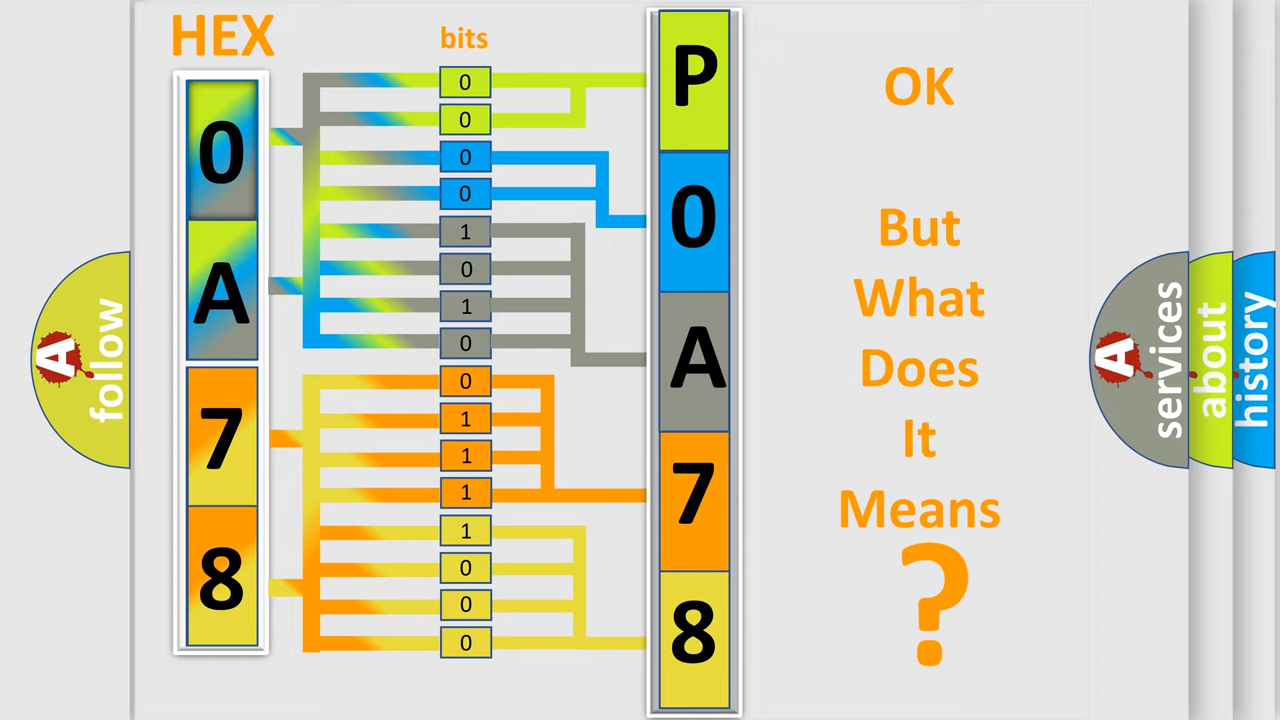 HEX
bits
0
A
7
8
0
0
0
0
1
0
1
0
0
1
1
1
1
0
0
0
P
0
A
7
8
OK
But
What
Does
It
Means
?
A
follow
A
services
about
history